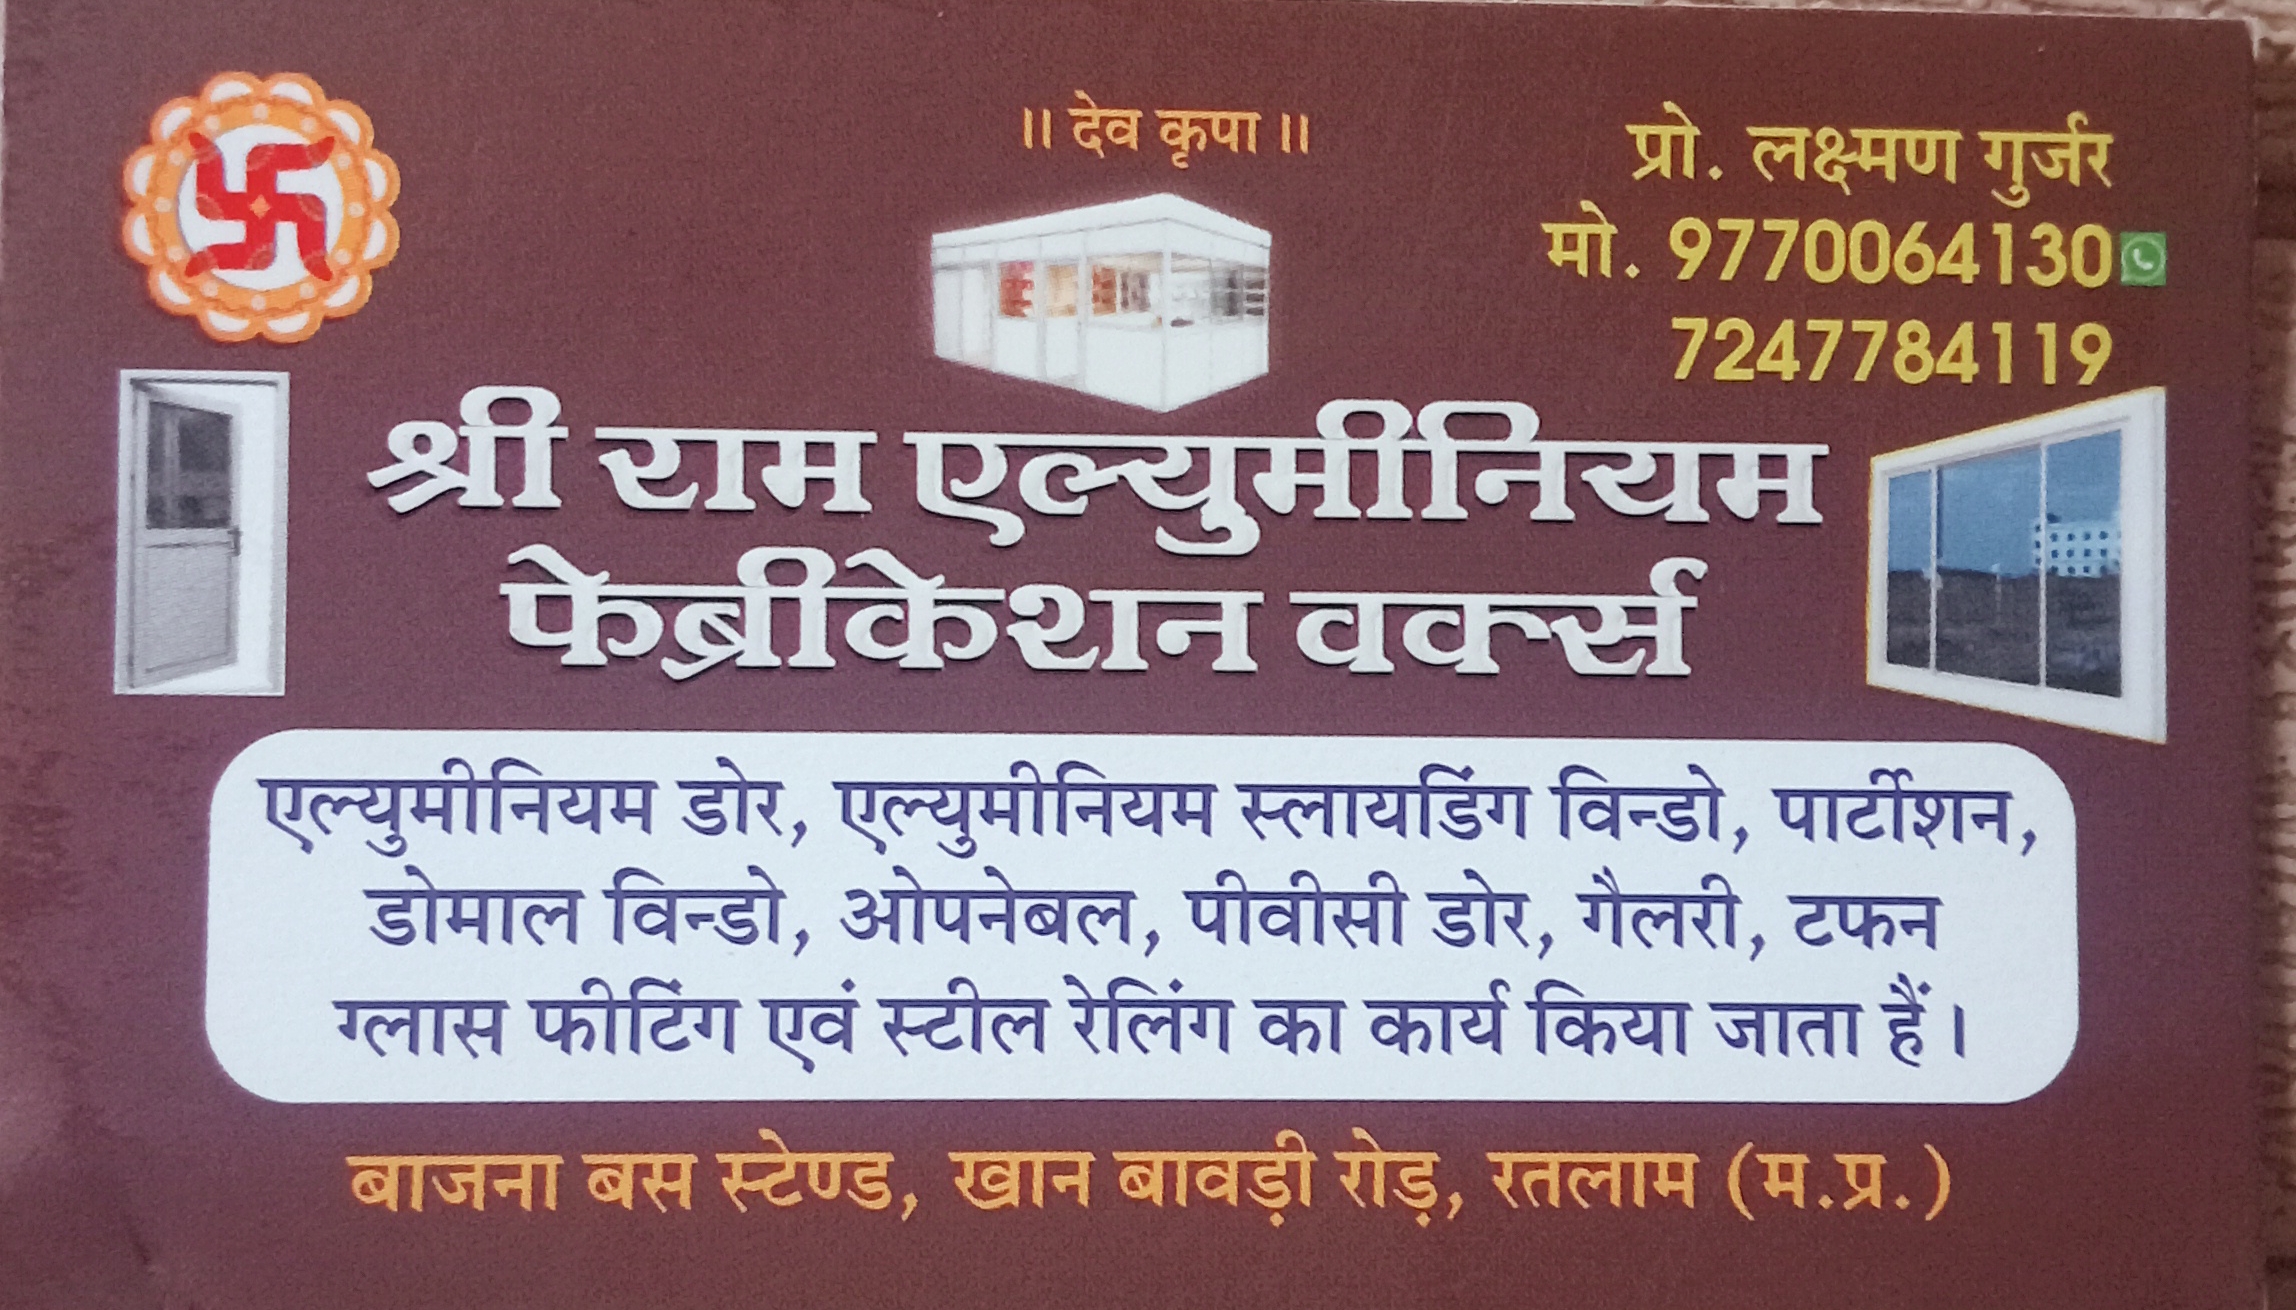 ॥ देव कृपा ॥
प्रो. लक्ष्मण गुर्जर
मो. 9770064130
7247784119
श्री राम एल्युमीनियम
फेब्रीकेशन वर्क्स
एल्युमीनियम डोर, एल्युमीनियम स्लायडिंग विन्डो, पार्टीशन,
डोमाल विन्डो, ओपनेबल, पीवीसी डोर, गैलरी, टफन
ग्लास फीटिंग एवं स्टील रेलिंग का कार्य किया जाता हैं।
बाजना बस स्टेण्ड, खान बावड़ी रोड़, रतलाम (म.प्र.)